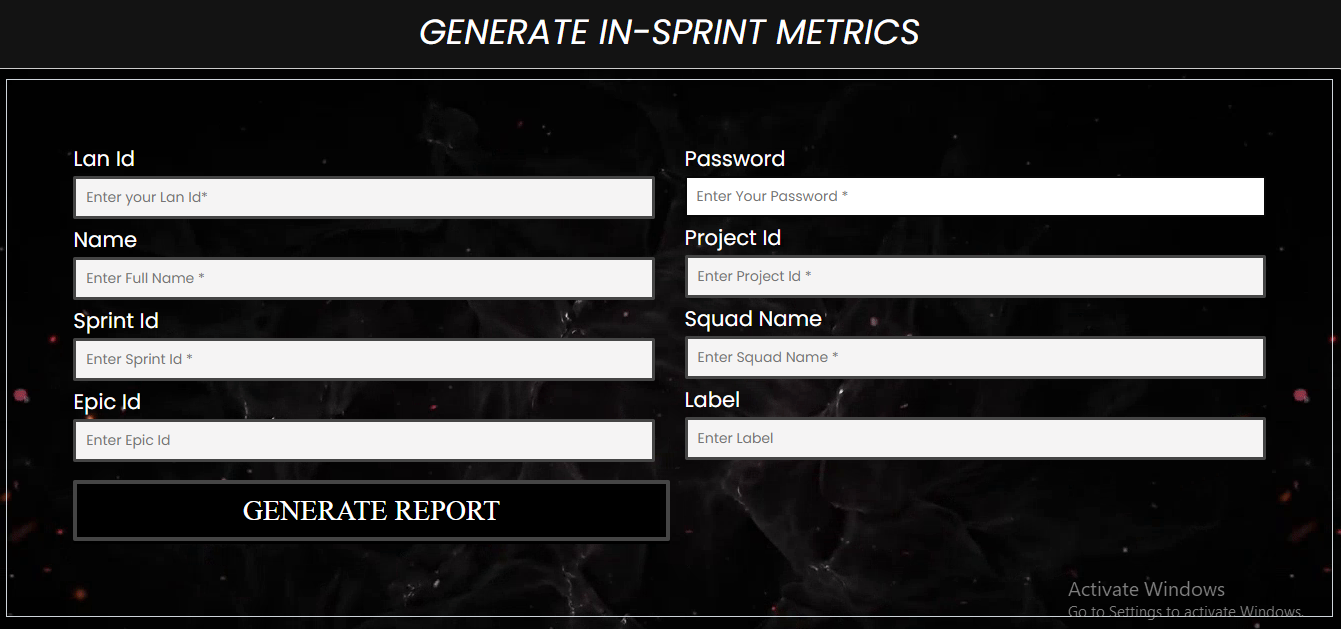 GENERATE IN-SPRINT METRICS
Lan Id
Enter your Lan Id*
Password
Enter Your Password *
Name
Enter Full Name *
Project Id
Enter Project Id *
Sprint Id
Enter Sprint Id *
Squad Name
Enter Squad Name *
Epic Id
Enter Epic Id
Label
Enter Label
GENERATE REPORT
Activate Windows
Go to Settings to activate Windows.